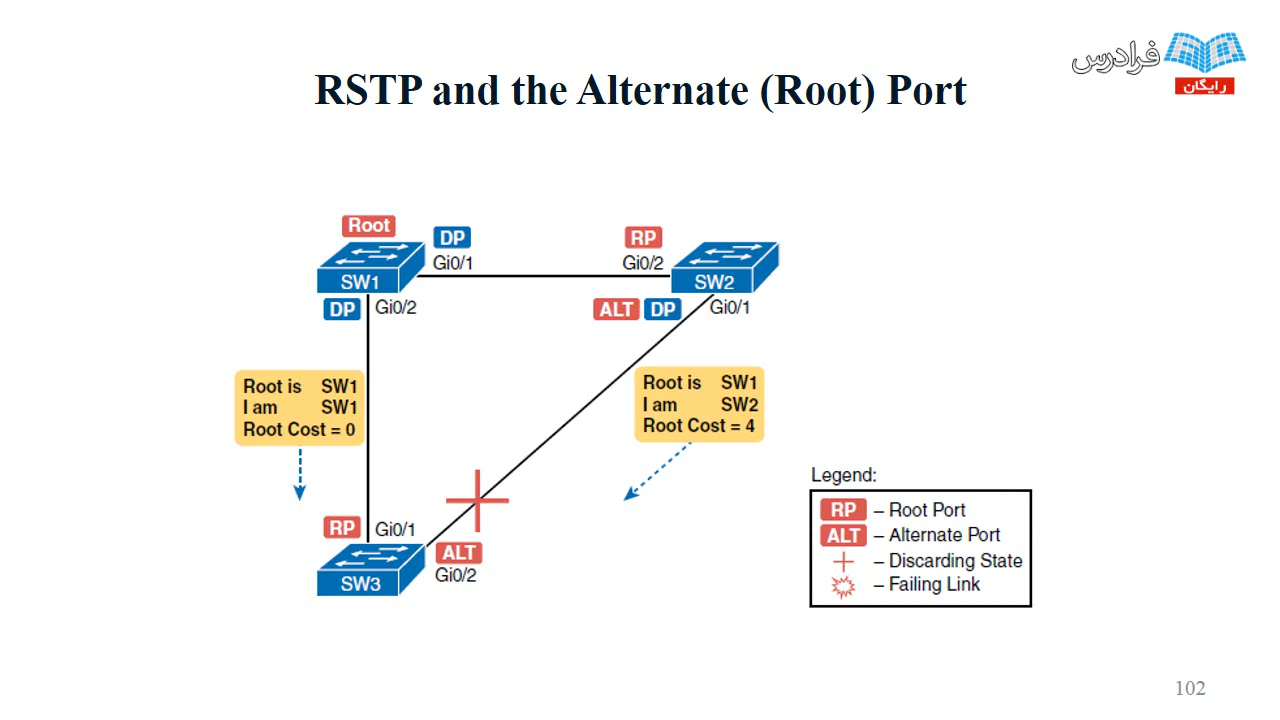 فرادرس
رایگان
RSTP and the Alternate (Root) Port
Root
DP
RP
Gi0/1
Gi0/2
SW1
SW2
DP
Gi0/2
ALT
DP
Gi0/1
Root is SW1
I am SW1
Root Cost = 0
Root is SW1
I am SW2
Root Cost = 4
RP
Gi0/1
ALT
SW3
Gi0/2
Legend:
RP – Root Port
ALT – Alternate Port
– Discarding State
– Failing Link
102